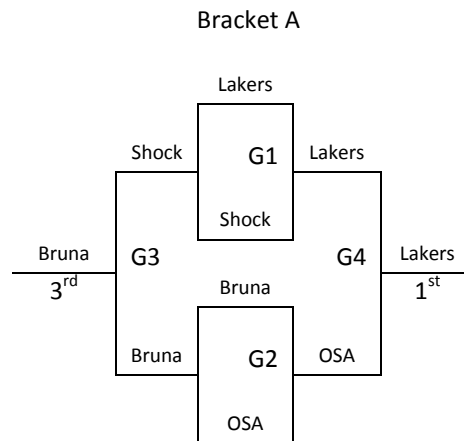 Bracket A
Lakers
Shock
G1
Lakers
Shock
Bruna
G3
G4
Lakers
3rd
Bruna
1st
Bruna
G2
OSA
OSA